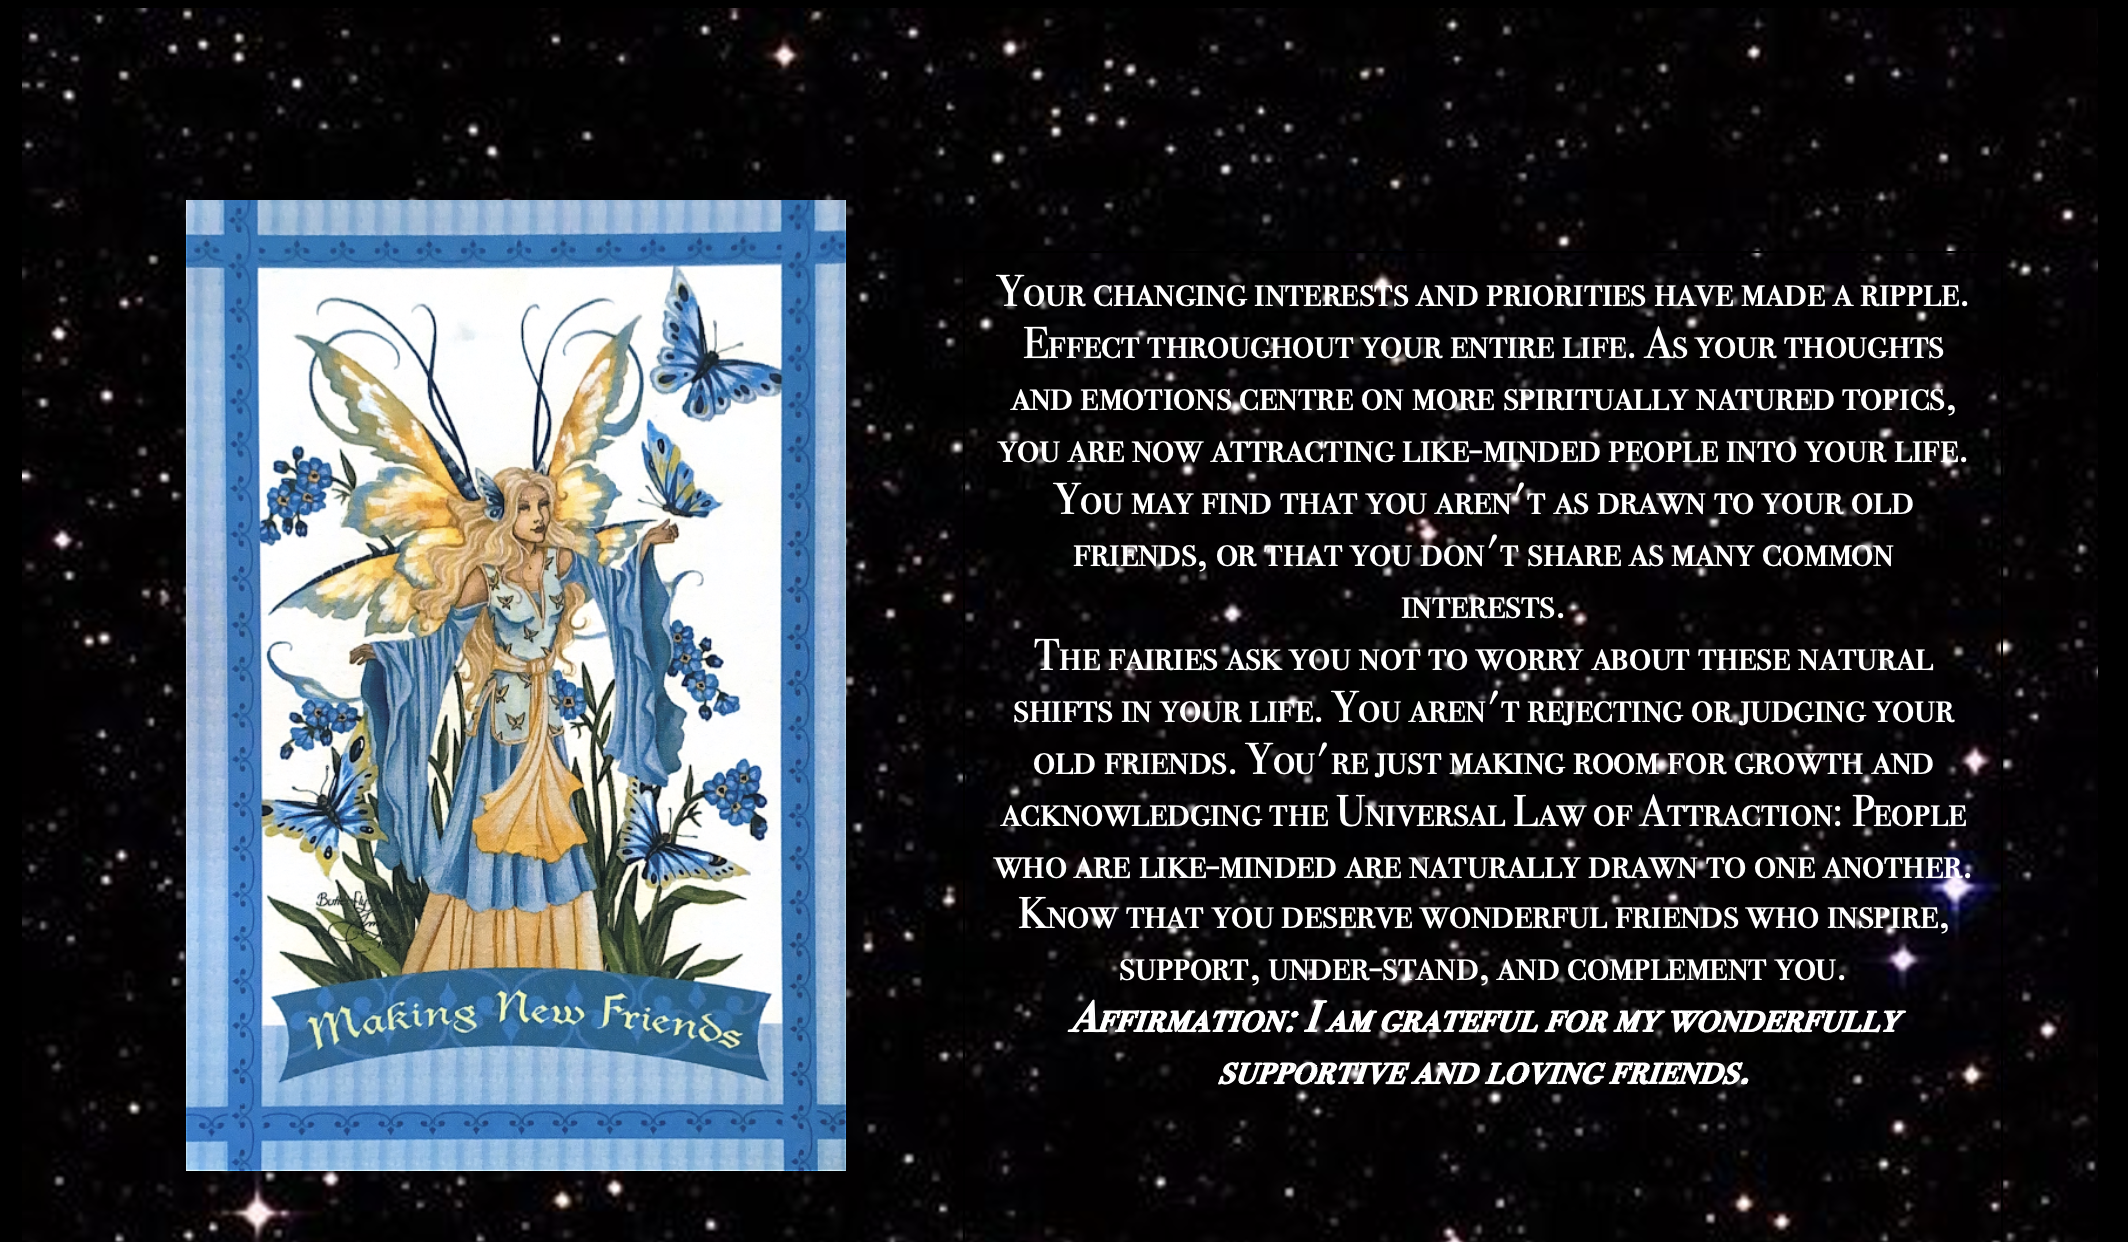 Your changing interests and priorities have made a ripple.
Effect throughout your entire life. As your thoughts
and emotions centre on more spiritually natured topics,
you are now attracting like-minded people into your life.
You may find that you aren't as drawn to your old
friends, or that you don't share as many common
interests.
The fairies ask you not to worry about these natural
shifts in your life. You aren't rejecting or judging your
old friends. You're just making room for growth and
acknowledging the Universal Law of Attraction: People
who are like-minded are naturally drawn to one another.
Know that you deserve wonderful friends who inspire,
support, under-stand, and complement you.
Affirmation: I am grateful for my wonderfully
supportive and loving friends.
Making New Friends